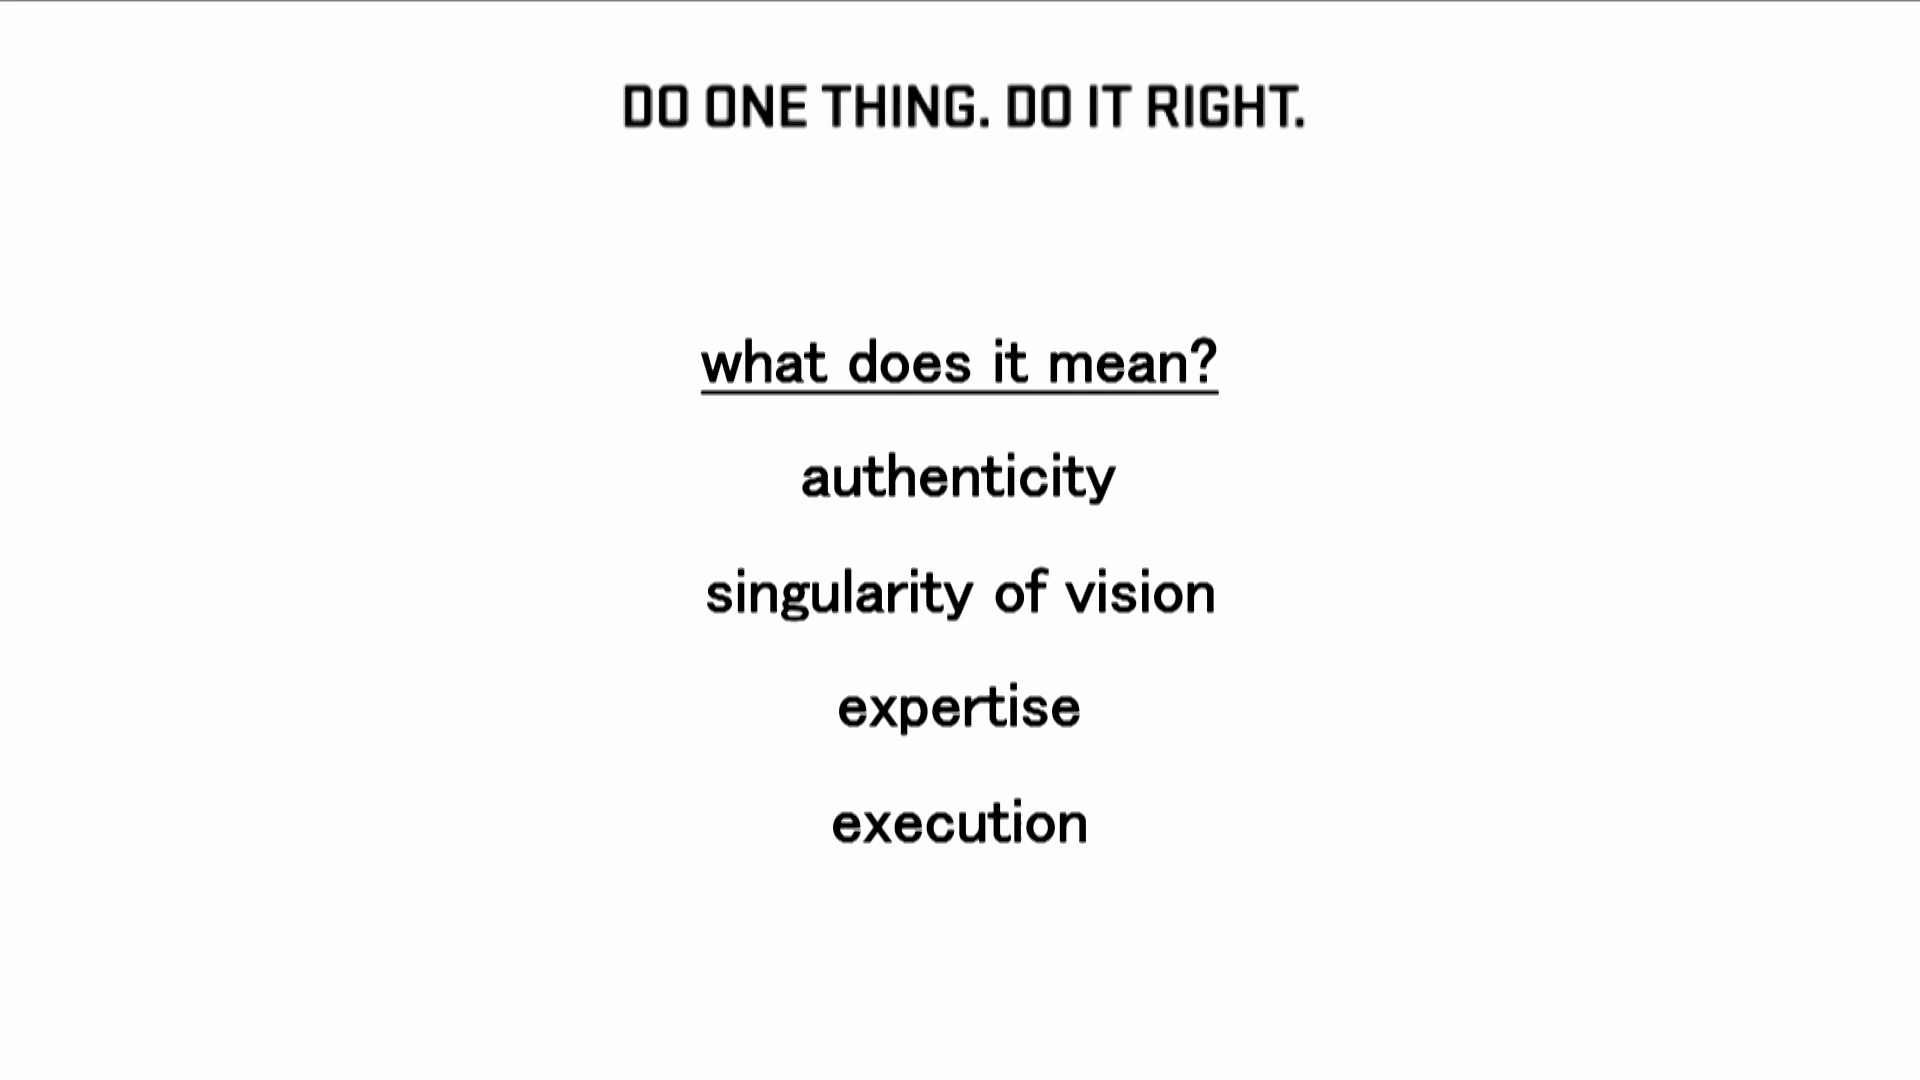 DO ONE THING. DO IT RIGHT.
what does it mean?
authenticity
singularity of vision
expertise
execution